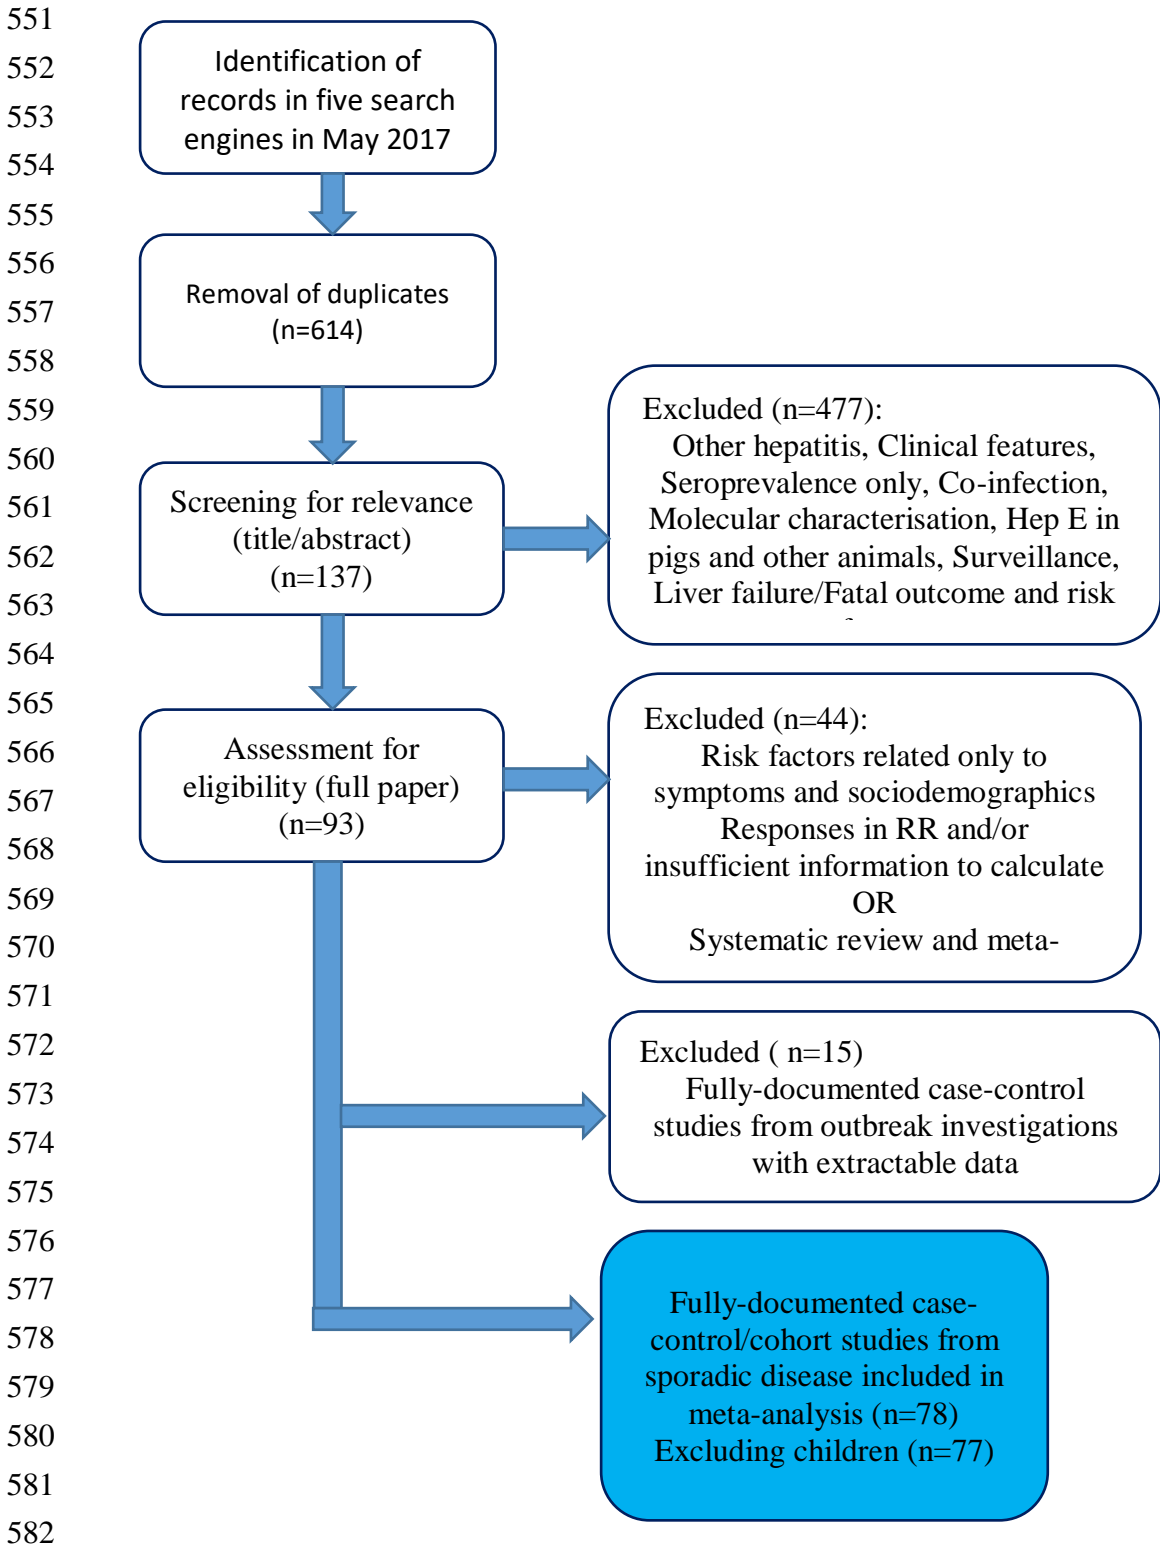 551
552
553
554
555
556
557
558
559
560
561
562
563
564
565
566
567
568
569
570
571
572
573
574
575
576
577
578
579
580
581
582
Identification of
records in five search
engines in May 2017
Removal of duplicates
(n=614)
Screening for relevance
(title/abstract)
(n=137)
Excluded (n=477):
Other hepatitis, Clinical features,
Seroprevalence only, Co-infection,
Molecular characterisation, Hep E in
pigs and other animals, Surveillance,
Liver failure/Fatal outcome and risk
Assessment for
eligibility (full paper)
(n=93)
Excluded (n=44):
Risk factors related only to
symptoms and sociodemographics
Responses in RR and/or
insufficient information to calculate
OR
Systematic review and meta-
Excluded ( n=15)
Fully-documented case-control
studies from outbreak investigations
with extractable data
Fully-documented case-
control/cohort studies from
sporadic disease included in
meta-analysis (n=78)
Excluding children (n=77)